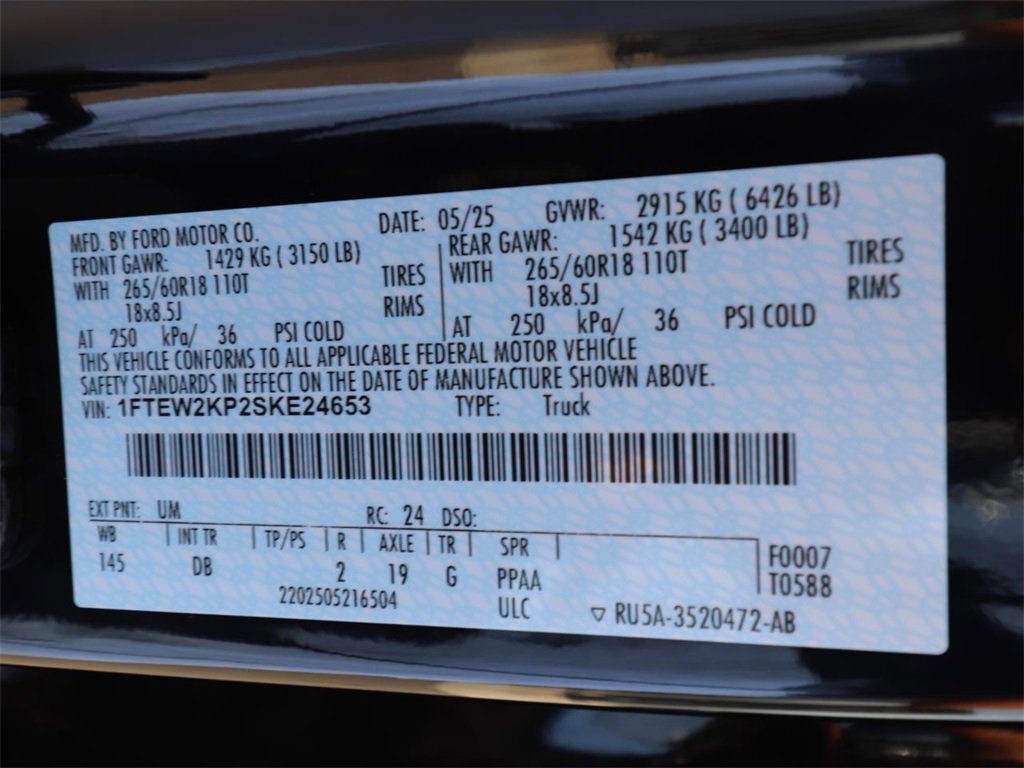 MFD. BY FORD MOTOR CO. DATE: 05/25 GVWR: 2915 KG ( 6426 LB)
FRONT GAWR: 1429 KG ( 3150 LB) REAR GAWR: 1542 KG ( 3400 LB)
WITH 265/60R18 110T TIRES WITH 265/60R18 110T TIRES
18x8.5J RIMS 18x8.5J RIMS
AT 250 kPa/ 36 PSI COLD AT 250 kPa/ 36 PSI COLD
THIS VEHICLE CONFORMS TO ALL APPLICABLE FEDERAL MOTOR VEHICLE
SAFETY STANDARDS IN EFFECT ON THE DATE OF MANUFACTURE SHOWN ABOVE.
VIN: 1FTEW2KP2SKE24653 TYPE: Truck
EXT PNT: UM RC: 24 DSO:
WB INT TR TP/PS R AXLE TR SPR F0007
145 DB 2 19 G PPAA T0588
2202505216504 ULC ▽ RU5A-3520472-AB